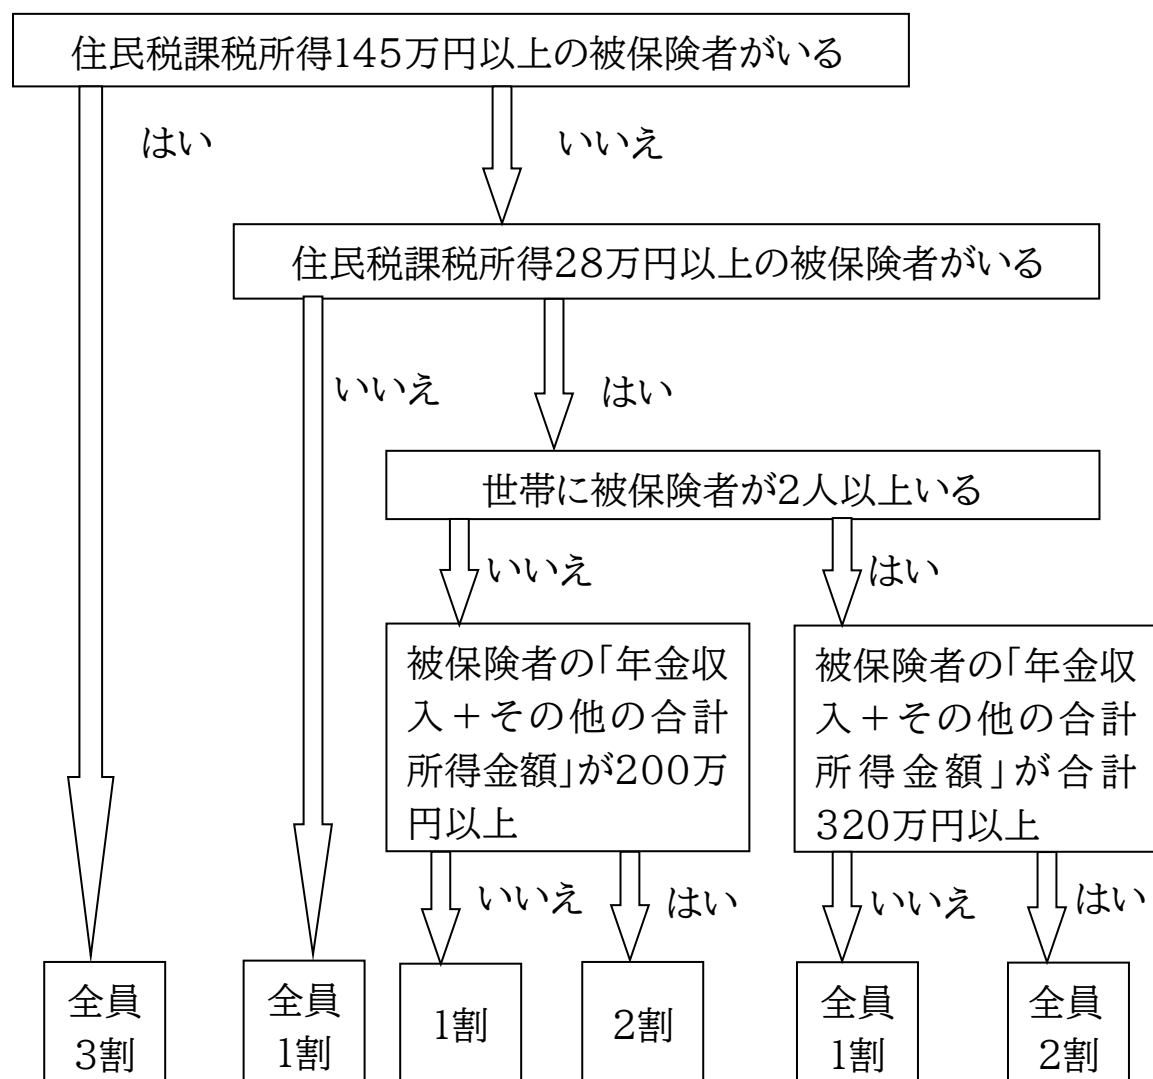 住民税課税所得145万円以上の被保険者がいる
はい
いいえ
住民税課税所得28万円以上の被保険者がいる
いいえ
はい
世帯に被保険者が2人以上いる
いいえ
はい
被保険者の「年金収
入＋その他の合計
所得金額」が200万
円以上
被保険者の「年金収
入＋その他の合計
所得金額」が合計
320万円以上
いいえ
はい
いいえ
はい
全員
3割
全員
1割
1割
2割
全員
1割
全員
2割